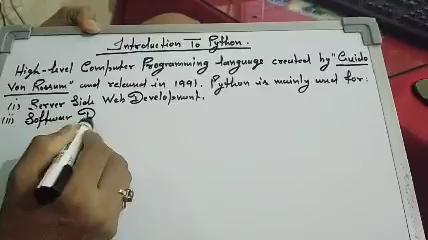 Introduction To Python.
High-level Computer Programming language created by "Guido
Von Rossum" and released in 1991. Python is mainly used for:
(i) Server Side Web Development.
(ii) Softwar D